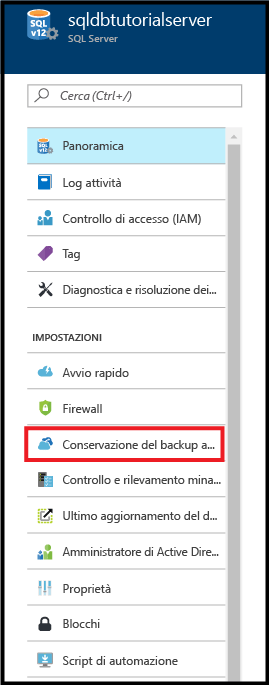 SQL
v12
sqldbtutorialserver
SQL Server
Cerca (Ctrl+/)
SQL
v12
Panoramica
Log attività
Controllo di accesso (IAM)
Tag
Diagnostica e risoluzione dei...
IMPOSTAZIONI
Avvio rapido
Firewall
Conservazione del backup a...
Controllo e rilevamento mina...
Ultimo aggiornamento del d...
Amministratore di Active Dire...
Proprietà
Blocchi
Script di automazione